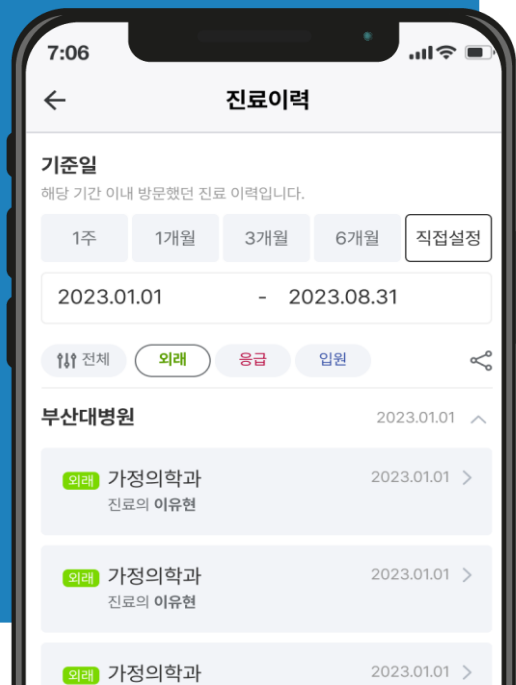 7:06
진료이력
기준일
해당 기간 이내 방문했던 진료 이력입니다.
1주 1개월 3개월 6개월 직접설정
2023.01.01 - 2023.08.31
전체 외래 응급 입원
부산대병원 2023.01.01
외래 가정의학과 2023.01.01
진료의 이유현
외래 가정의학과 2023.01.01
진료의 이유현
외래 가정의학과 2023.01.01